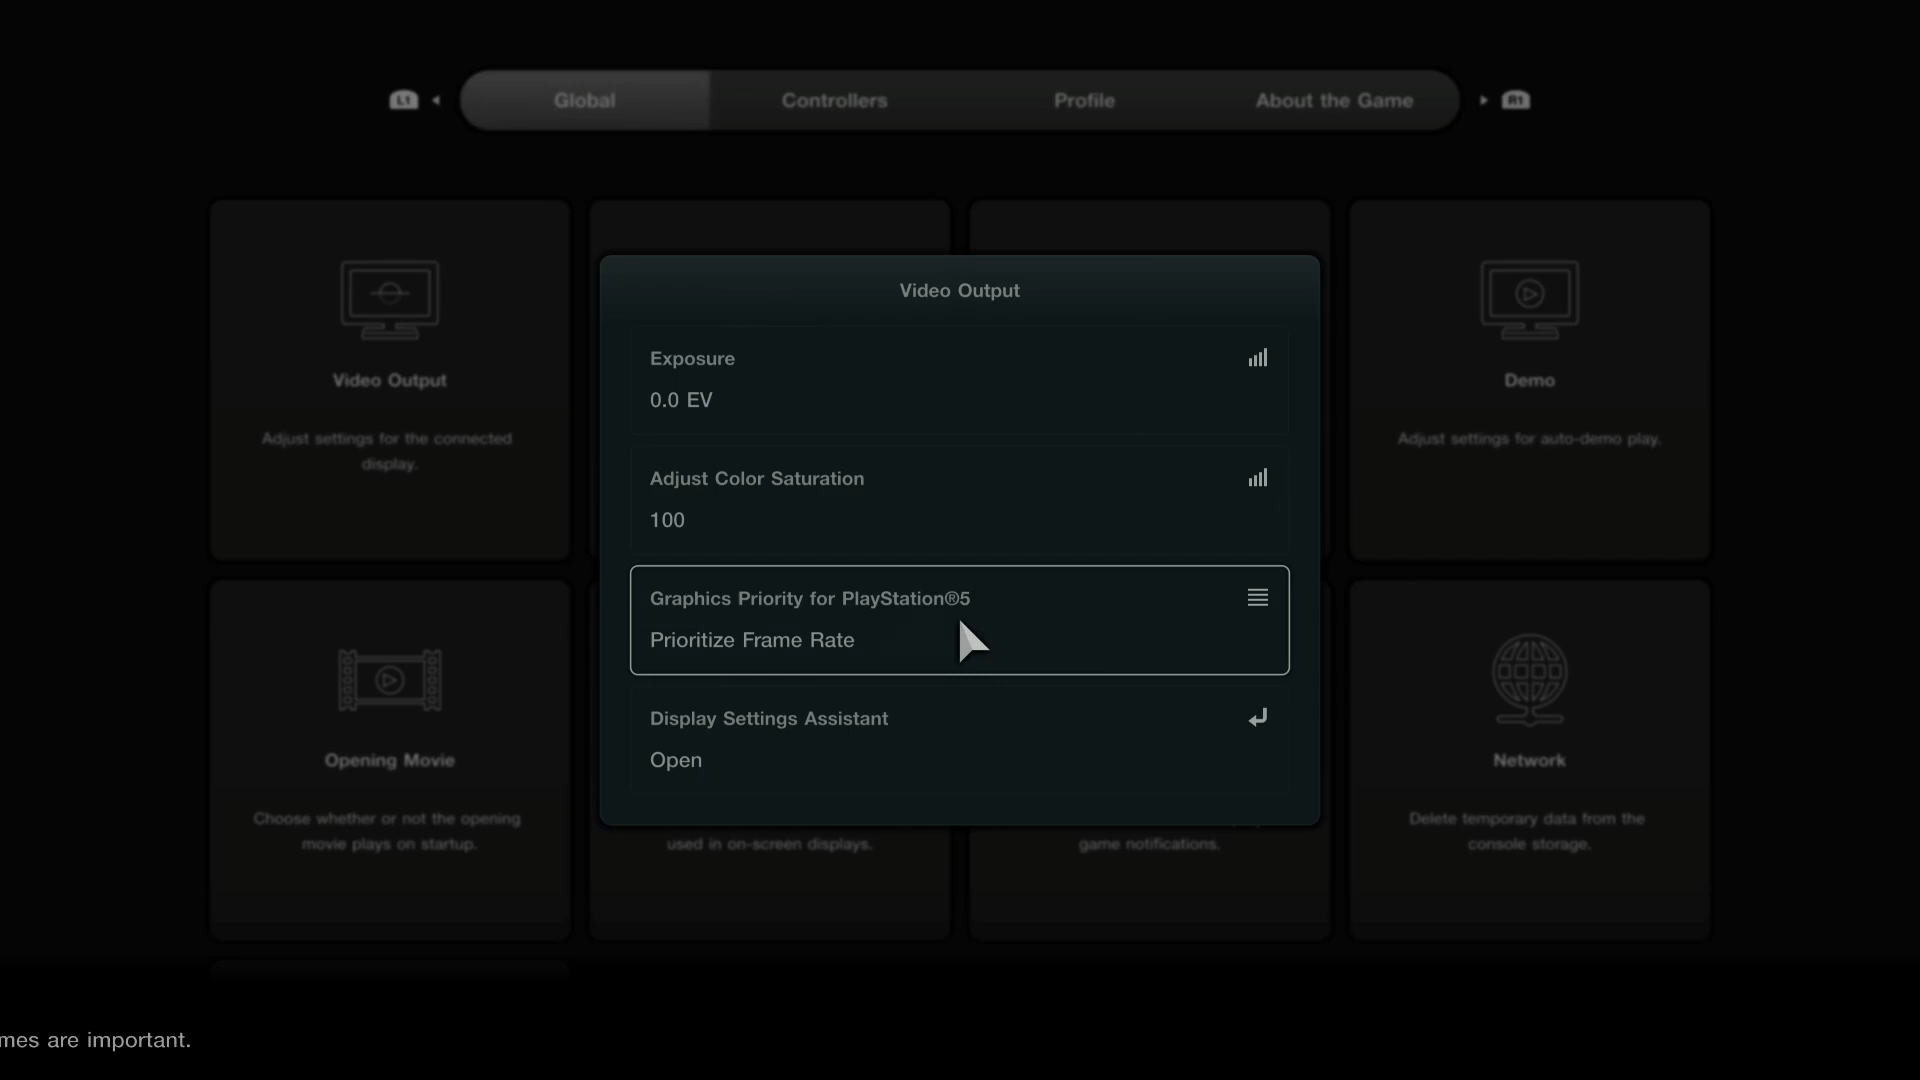 L1
Global
Controllers
Profile
About the Game
R1
Video Output
Adjust settings for the connected
display.
Demo
Adjust settings for auto-demo play.
Video Output
Exposure
0.0 EV
Adjust Color Saturation
100
Graphics Priority for PlayStation®5
Prioritize Frame Rate
Display Settings Assistant
Open
Opening Movie
Choose whether or not the opening
movie plays on startup.
used in on-screen displays.
game notifications.
Network
Delete temporary data from the
console storage.
mes are important.